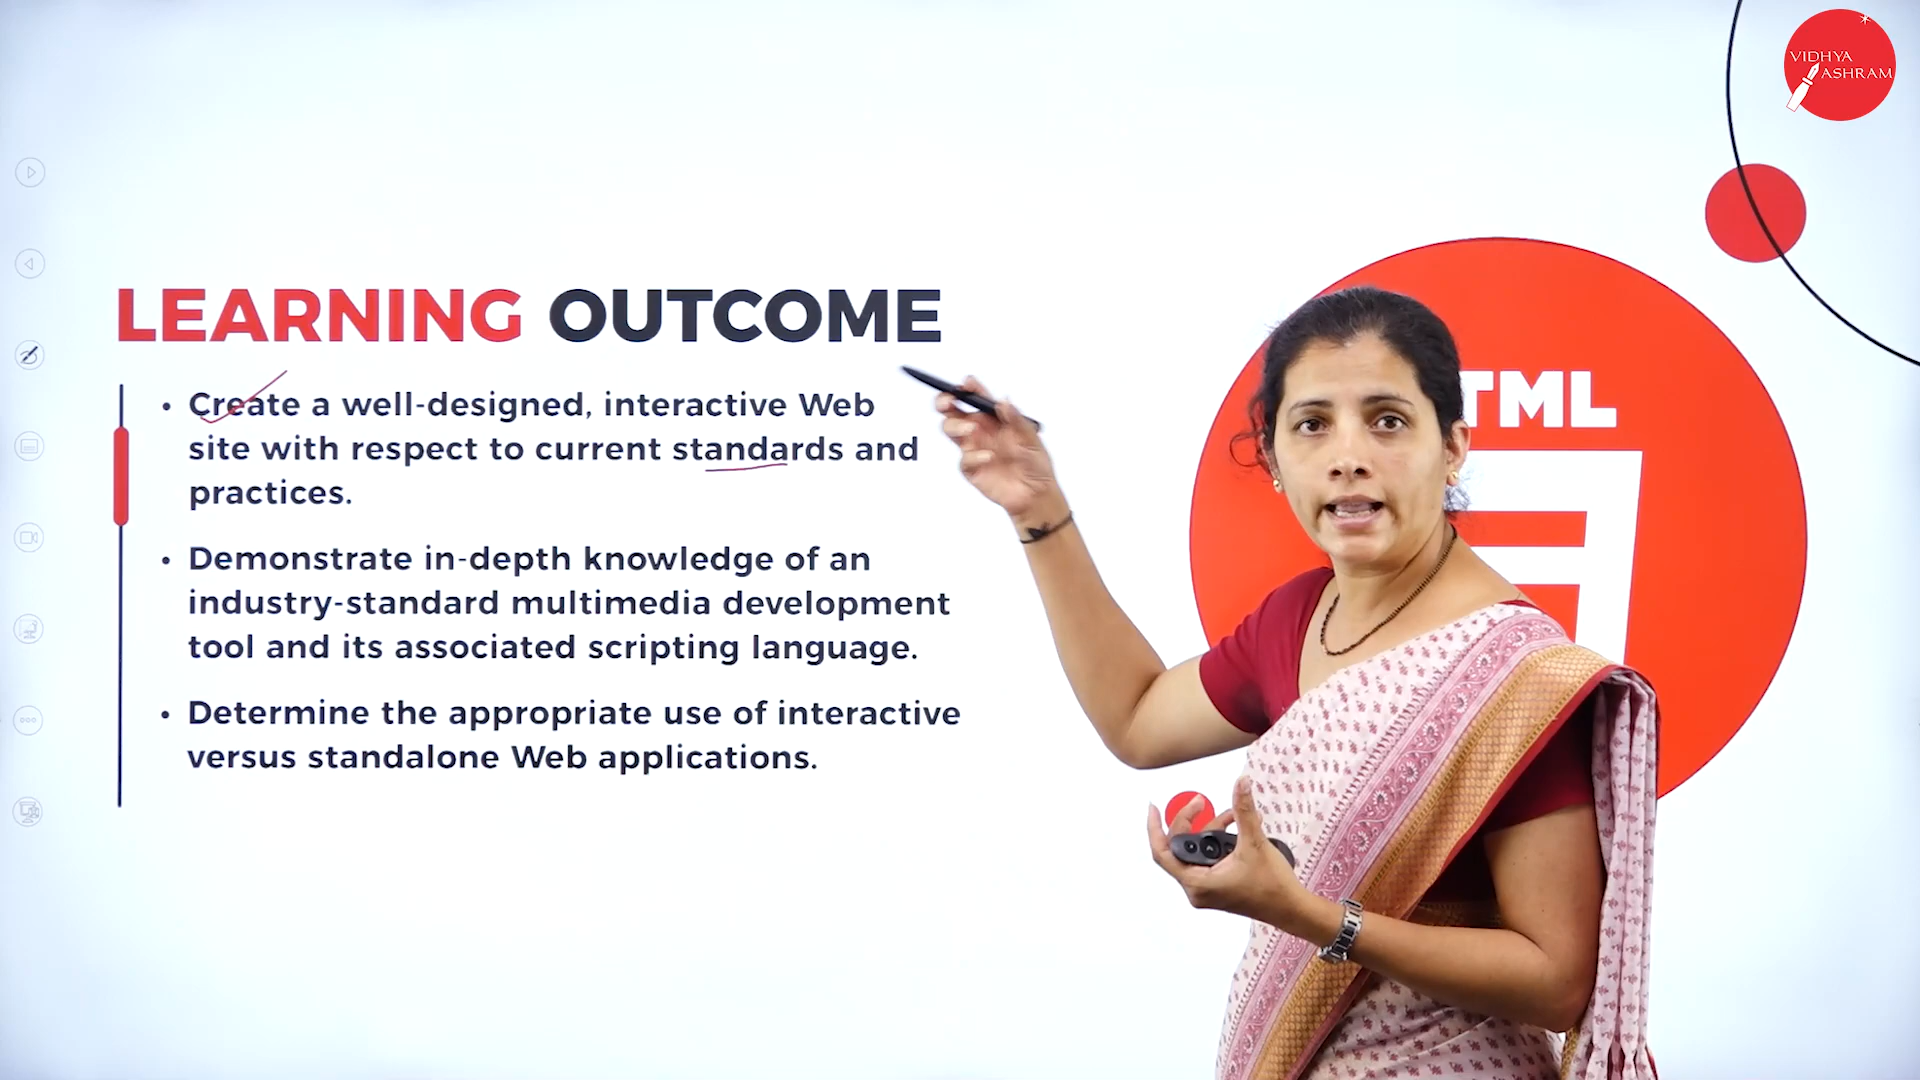 VIDHYA
ASHRAM
LEARNING OUTCOME
• Create a well-designed, interactive Web
site with respect to current standards and
practices.
• Demonstrate in-depth knowledge of an
industry-standard multimedia development
tool and its associated scripting language.
• Determine the appropriate use of interactive
versus standalone Web applications.
TML